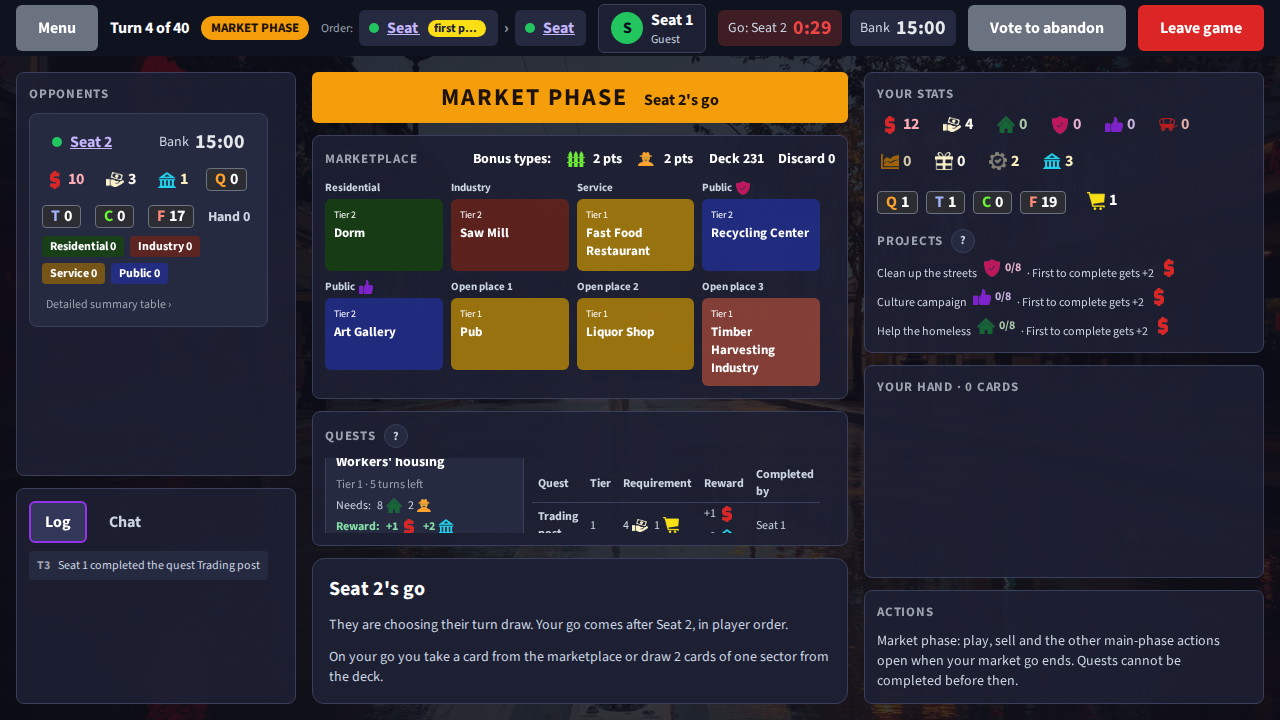 Menu
Turn 4 of 40
MARKET PHASE
Order:
Seat
first p...
›
Seat
S
Seat 1
Guest
Go: Seat 2 0:29
Bank 15:00
Vote to abandon
Leave game
OPPONENTS
Seat 2
Bank 15:00
10
3
1
Q 0
T 0
C 0
F 17
Hand 0
Residential 0
Industry 0
Service 0
Public 0
Detailed summary table ›
Log
Chat
T3 Seat 1 completed the quest Trading post
MARKET PHASE Seat 2's go
MARKETPLACE
Bonus types:
2 pts
2 pts
Deck 231
Discard 0
Residential
Industry
Service
Public
Tier 2
Dorm
Tier 2
Saw Mill
Tier 1
Fast Food
Restaurant
Tier 2
Recycling Center
Public
Open place 1
Open place 2
Open place 3
Tier 2
Art Gallery
Tier 1
Pub
Tier 1
Liquor Shop
Tier 1
Timber
Harvesting
Industry
QUESTS ?
Workers' housing
Tier 1 · 5 turns left
Needs: 8 2
Reward: +1 +2
Quest Tier Requirement Reward Completed by
Trading post 1 4 1 +1 Seat 1
Seat 2's go
They are choosing their turn draw. Your go comes after Seat 2, in player order.
On your go you take a card from the marketplace or draw 2 cards of one sector from
the deck.
YOUR STATS
12 4 0 0 0 0
0 0 2 3
Q 1 T 1 C 0 F 19 1
PROJECTS ?
Clean up the streets 0/8 · First to complete gets +2
Culture campaign 0/8 · First to complete gets +2
Help the homeless 0/8 · First to complete gets +2
YOUR HAND · 0 CARDS
ACTIONS
Market phase: play, sell and the other main-phase actions
open when your market go ends. Quests cannot be
completed before then.